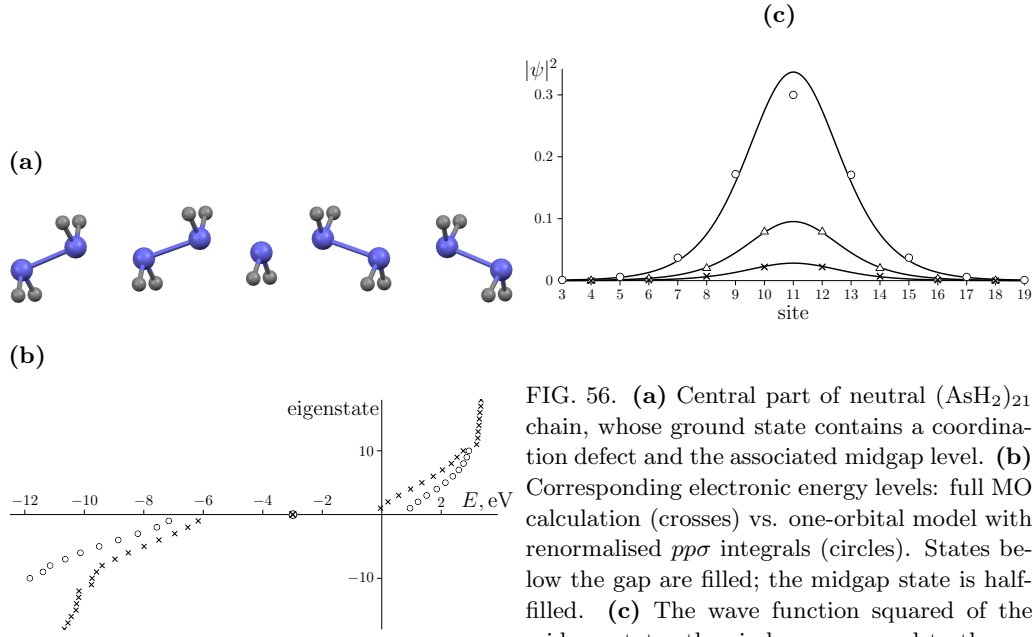 (a)
(b)
eigenstate
10
−12 −10 −8 −6 −4 −2 2 E, eV
−10
(c)
|ψ|²
0.3
0.2
0.1
0
3 4 5 6 7 8 9 10 11 12 13 14 15 16 17 18 19
site
FIG. 56. (a) Central part of neutral (AsH₂)₂₁
chain, whose ground state contains a coordina-
tion defect and the associated midgap level. (b)
Corresponding electronic energy levels: full MO
calculation (crosses) vs. one-orbital model with
renormalised ppσ integrals (circles). States be-
low the gap are filled; the midgap state is half-
filled. (c) The wave function squared of the